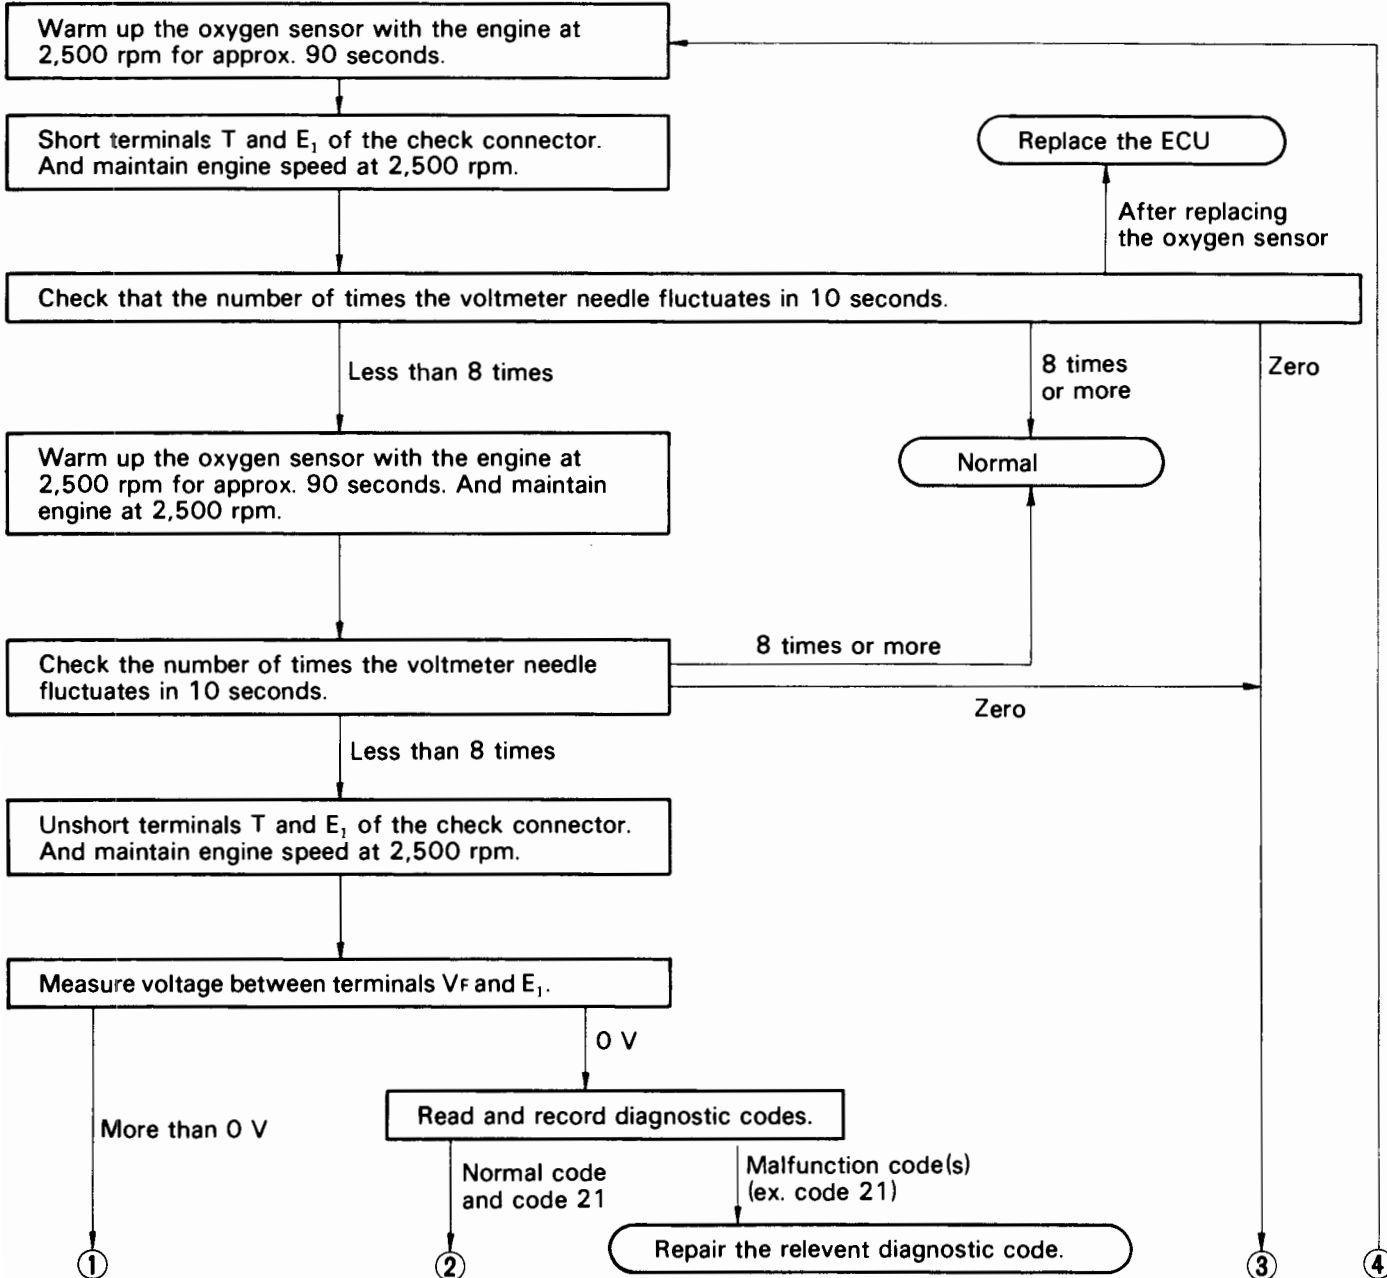 Warm up the oxygen sensor with the engine at
2,500 rpm for approx. 90 seconds.
Short terminals T and E₁ of the check connector.
And maintain engine speed at 2,500 rpm.
Replace the ECU
After replacing
the oxygen sensor
Check that the number of times the voltmeter needle fluctuates in 10 seconds.
Less than 8 times
8 times
or more
Zero
Warm up the oxygen sensor with the engine at
2,500 rpm for approx. 90 seconds. And maintain
engine at 2,500 rpm.
Normal
Check the number of times the voltmeter needle
fluctuates in 10 seconds.
8 times or more
Zero
Less than 8 times
Unshort terminals T and E₁ of the check connector.
And maintain engine speed at 2,500 rpm.
Measure voltage between terminals VF and E₁.
0 V
More than 0 V
Read and record diagnostic codes.
Normal code
and code 21
Malfunction code(s)
(ex. code 21)
Repair the relevent diagnostic code.
1
2
3
4